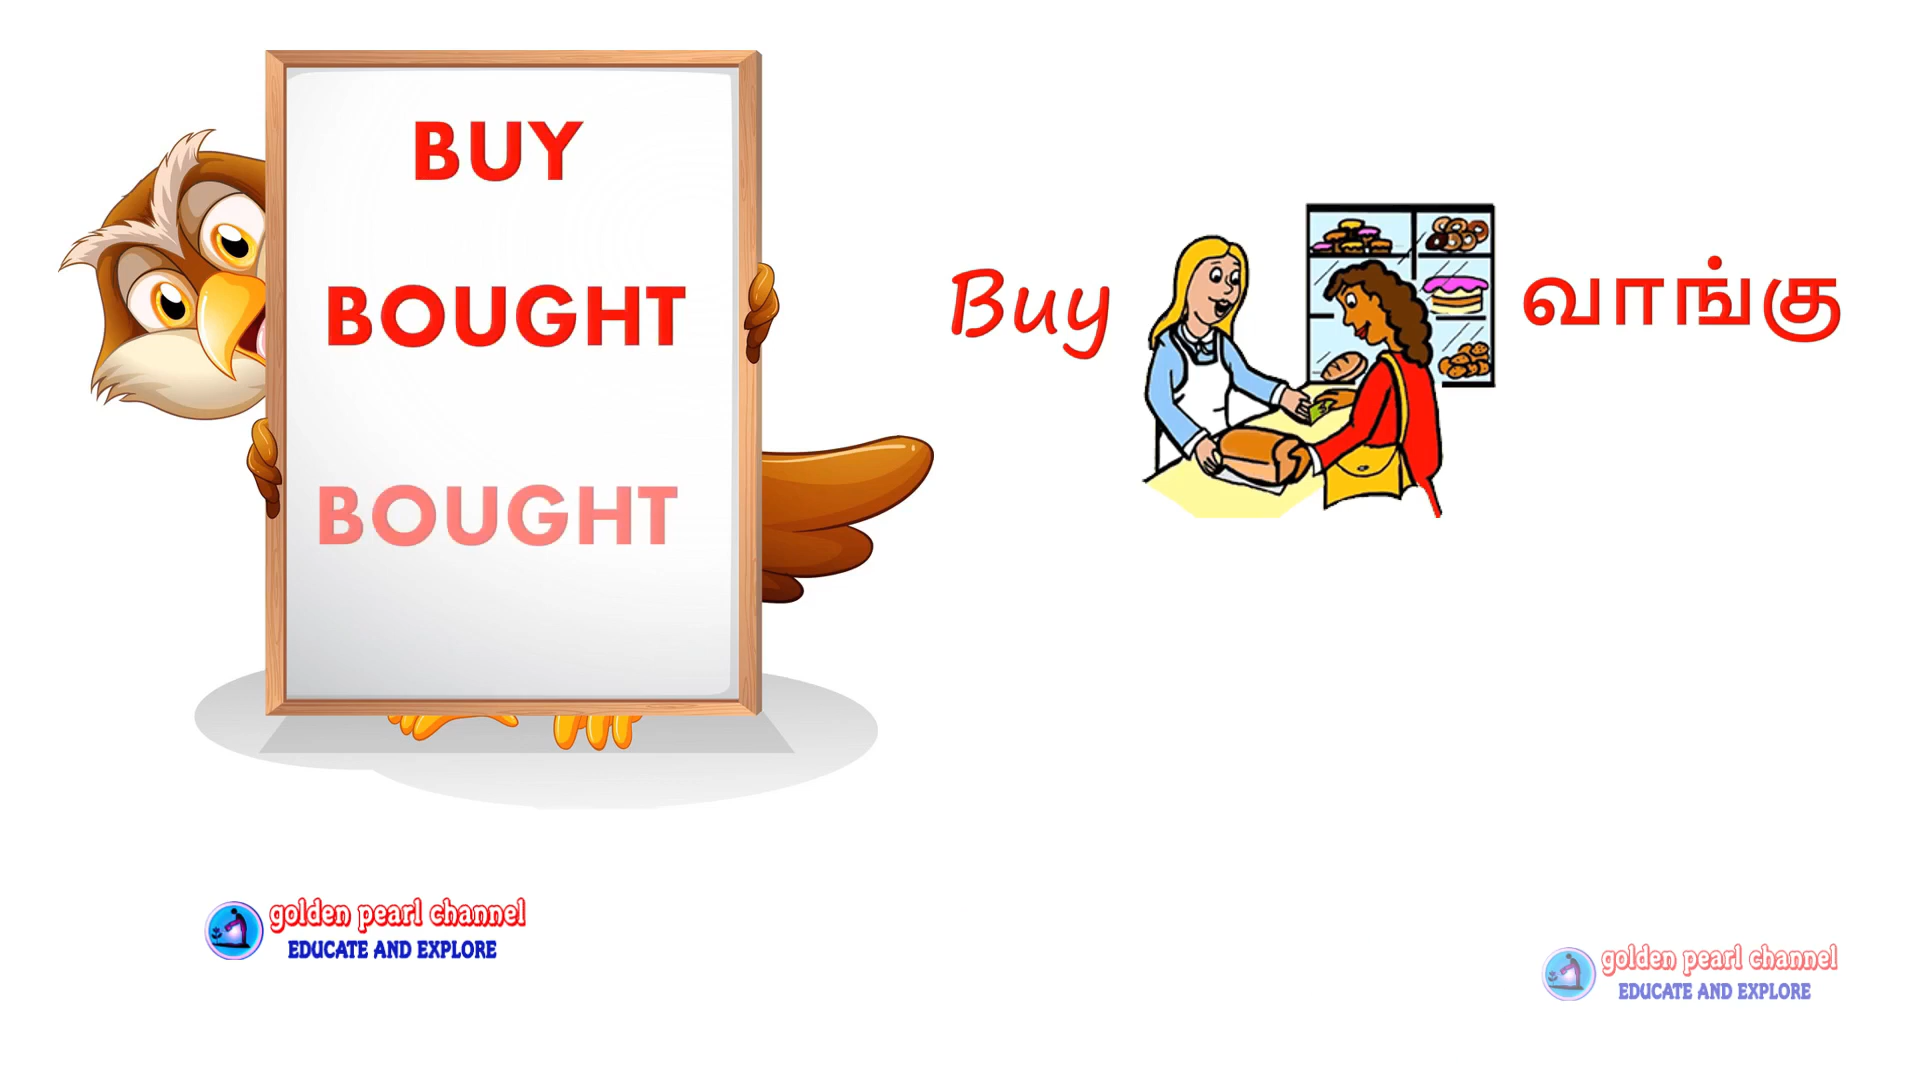 BUY
BOUGHT
BOUGHT
Buy
வாங்கு
golden pearl channel
EDUCATE AND EXPLORE
golden pearl channel
EDUCATE AND EXPLORE